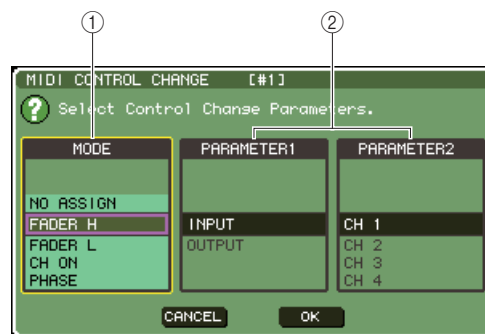 ① ②
MIDI CONTROL CHANGE [#1]
? Select Control Change Parameters.
MODE PARAMETER1 PARAMETER2
NO ASSIGN
FADER H INPUT CH 1
FADER L OUTPUT CH 2
CH ON CH 3
PHASE CH 4
CANCEL OK